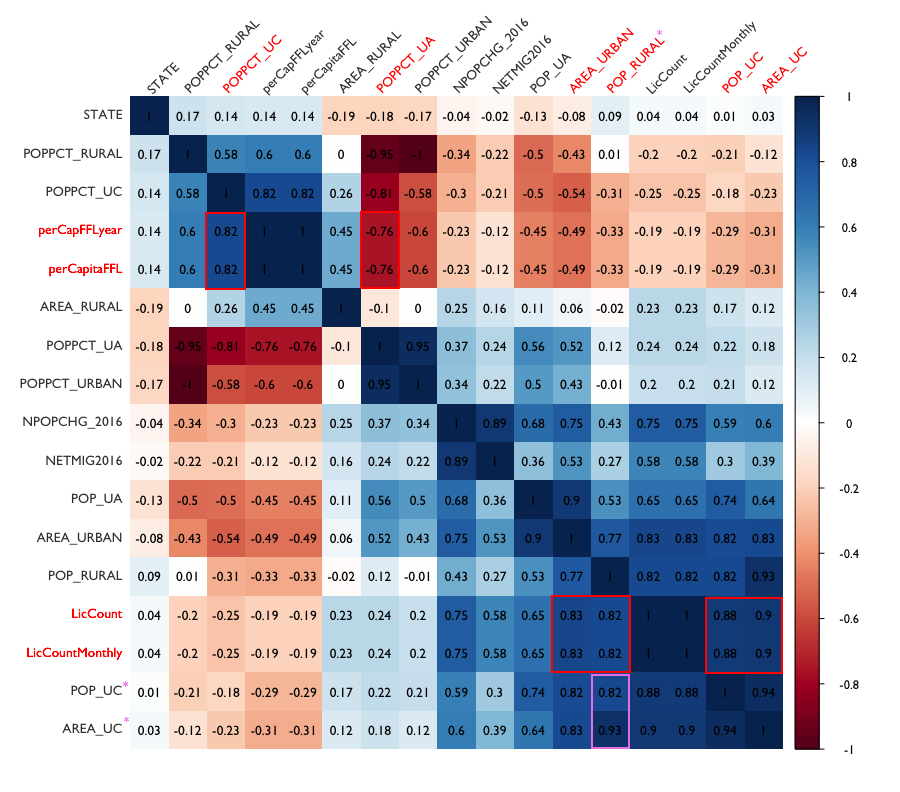 STATE POPPCT_RURAL POPPCT_UC perCapFFLyear perCapitaFFL AREA_RURAL POPPCT_UA POPPCT_URBAN NPOPCHG_2016 NETMIG2016 POP_UA AREA_URBAN POP_RURAL* LicCount LicCountMonthly POP_UC AREA_UC
STATE 1 0.17 0.14 0.14 0.14 -0.19 -0.18 -0.17 -0.04 -0.02 -0.13 -0.08 0.09 0.04 0.04 0.01 0.03
POPPCT_RURAL 0.17 1 0.58 0.6 0.6 0 -0.95 -1 -0.34 -0.22 -0.5 -0.43 0.01 -0.2 -0.2 -0.21 -0.12
POPPCT_UC 0.14 0.58 1 0.82 0.82 0.26 -0.81 -0.58 -0.3 -0.21 -0.5 -0.54 -0.31 -0.25 -0.25 -0.18 -0.23
perCapFFLyear 0.14 0.6 0.82 1 1 0.45 -0.76 -0.6 -0.23 -0.12 -0.45 -0.49 -0.33 -0.19 -0.19 -0.29 -0.31
perCapitaFFL 0.14 0.6 0.82 1 1 0.45 -0.76 -0.6 -0.23 -0.12 -0.45 -0.49 -0.33 -0.19 -0.19 -0.29 -0.31
AREA_RURAL -0.19 0 0.26 0.45 0.45 1 -0.1 0 0.25 0.16 0.11 0.06 -0.02 0.23 0.23 0.17 0.12
POPPCT_UA -0.18 -0.95 -0.81 -0.76 -0.76 -0.1 1 0.95 0.37 0.24 0.56 0.52 0.12 0.24 0.24 0.22 0.18
POPPCT_URBAN -0.17 -1 -0.58 -0.6 -0.6 0 0.95 1 0.34 0.22 0.5 0.43 -0.01 0.2 0.2 0.21 0.12
NPOPCHG_2016 -0.04 -0.34 -0.3 -0.23 -0.23 0.25 0.37 0.34 1 0.89 0.68 0.75 0.43 0.75 0.75 0.59 0.6
NETMIG2016 -0.02 -0.22 -0.21 -0.12 -0.12 0.16 0.24 0.22 0.89 1 0.36 0.53 0.27 0.58 0.58 0.3 0.39
POP_UA -0.13 -0.5 -0.5 -0.45 -0.45 0.11 0.56 0.5 0.68 0.36 1 0.9 0.53 0.65 0.65 0.74 0.64
AREA_URBAN -0.08 -0.43 -0.54 -0.49 -0.49 0.06 0.52 0.43 0.75 0.53 0.9 1 0.77 0.83 0.83 0.82 0.83
POP_RURAL 0.09 0.01 -0.31 -0.33 -0.33 -0.02 0.12 -0.01 0.43 0.27 0.53 0.77 1 0.82 0.82 0.82 0.93
LicCount 0.04 -0.2 -0.25 -0.19 -0.19 0.23 0.24 0.2 0.75 0.58 0.65 0.83 0.82 1 1 0.88 0.9
LicCountMonthly 0.04 -0.2 -0.25 -0.19 -0.19 0.23 0.24 0.2 0.75 0.58 0.65 0.83 0.82 1 1 0.88 0.9
POP_UC* 0.01 -0.21 -0.18 -0.29 -0.29 0.17 0.22 0.21 0.59 0.3 0.74 0.82 0.82 0.88 0.88 1 0.94
AREA_UC* 0.03 -0.12 -0.23 -0.31 -0.31 0.12 0.18 0.12 0.6 0.39 0.64 0.83 0.93 0.9 0.9 0.94 1
1
0.8
0.6
0.4
0.2
0
-0.2
-0.4
-0.6
-0.8
-1